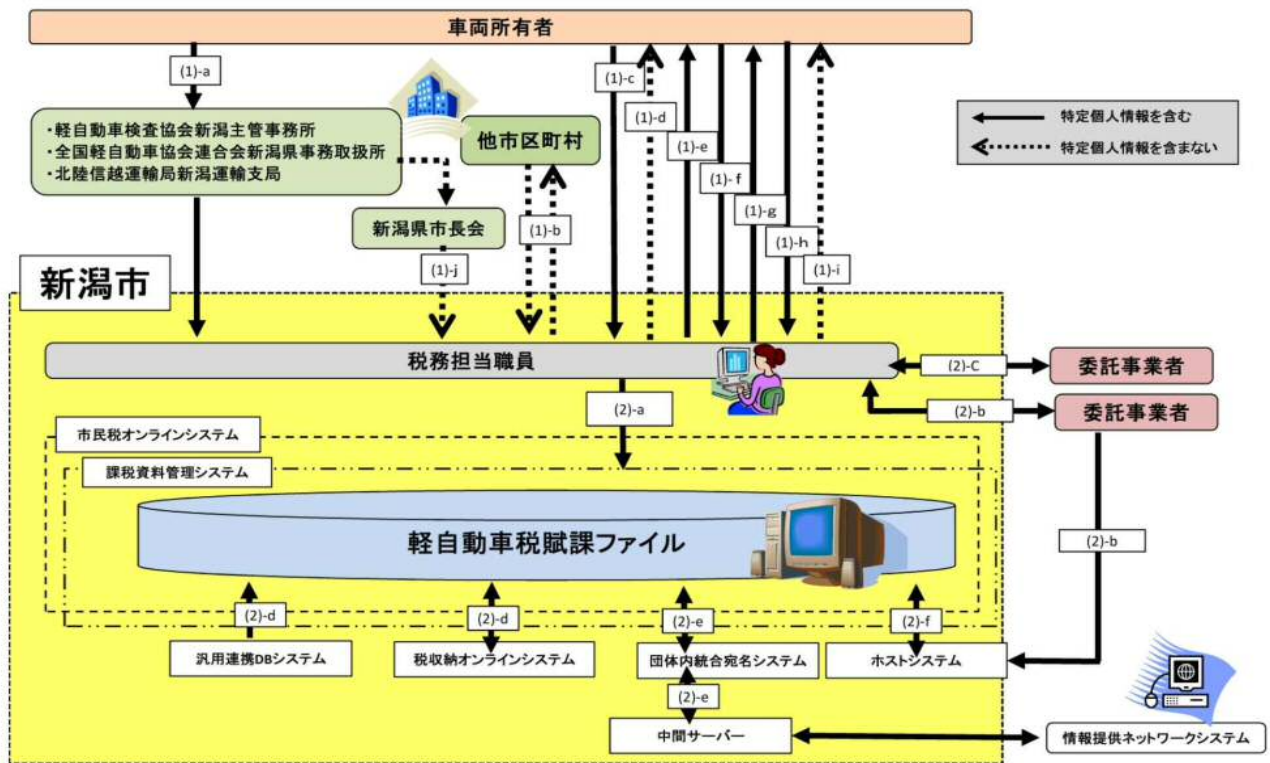 車両所有者
(1)-a
(1)-c
(1)-d
(1)-e
(1)-f
(1)-g
(1)-h
(1)-i
特定個人情報を含む
特定個人情報を含まない
・軽自動車検査協会新潟主管事務所
・全国軽自動車協会連合会新潟県事務取扱所
・北陸信越運輸局新潟運輸支局
他市区町村
新潟県市長会
(1)-b
(1)-j
新潟市
税務担当職員
(2)-C
委託事業者
(2)-b
委託事業者
(2)-a
市民税オンラインシステム
課税資料管理システム
軽自動車税賦課ファイル
(2)-b
(2)-d
(2)-d
(2)-e
(2)-f
汎用連携DBシステム
税収納オンラインシステム
団体内統合宛名システム
ホストシステム
(2)-e
中間サーバー
情報提供ネットワークシステム